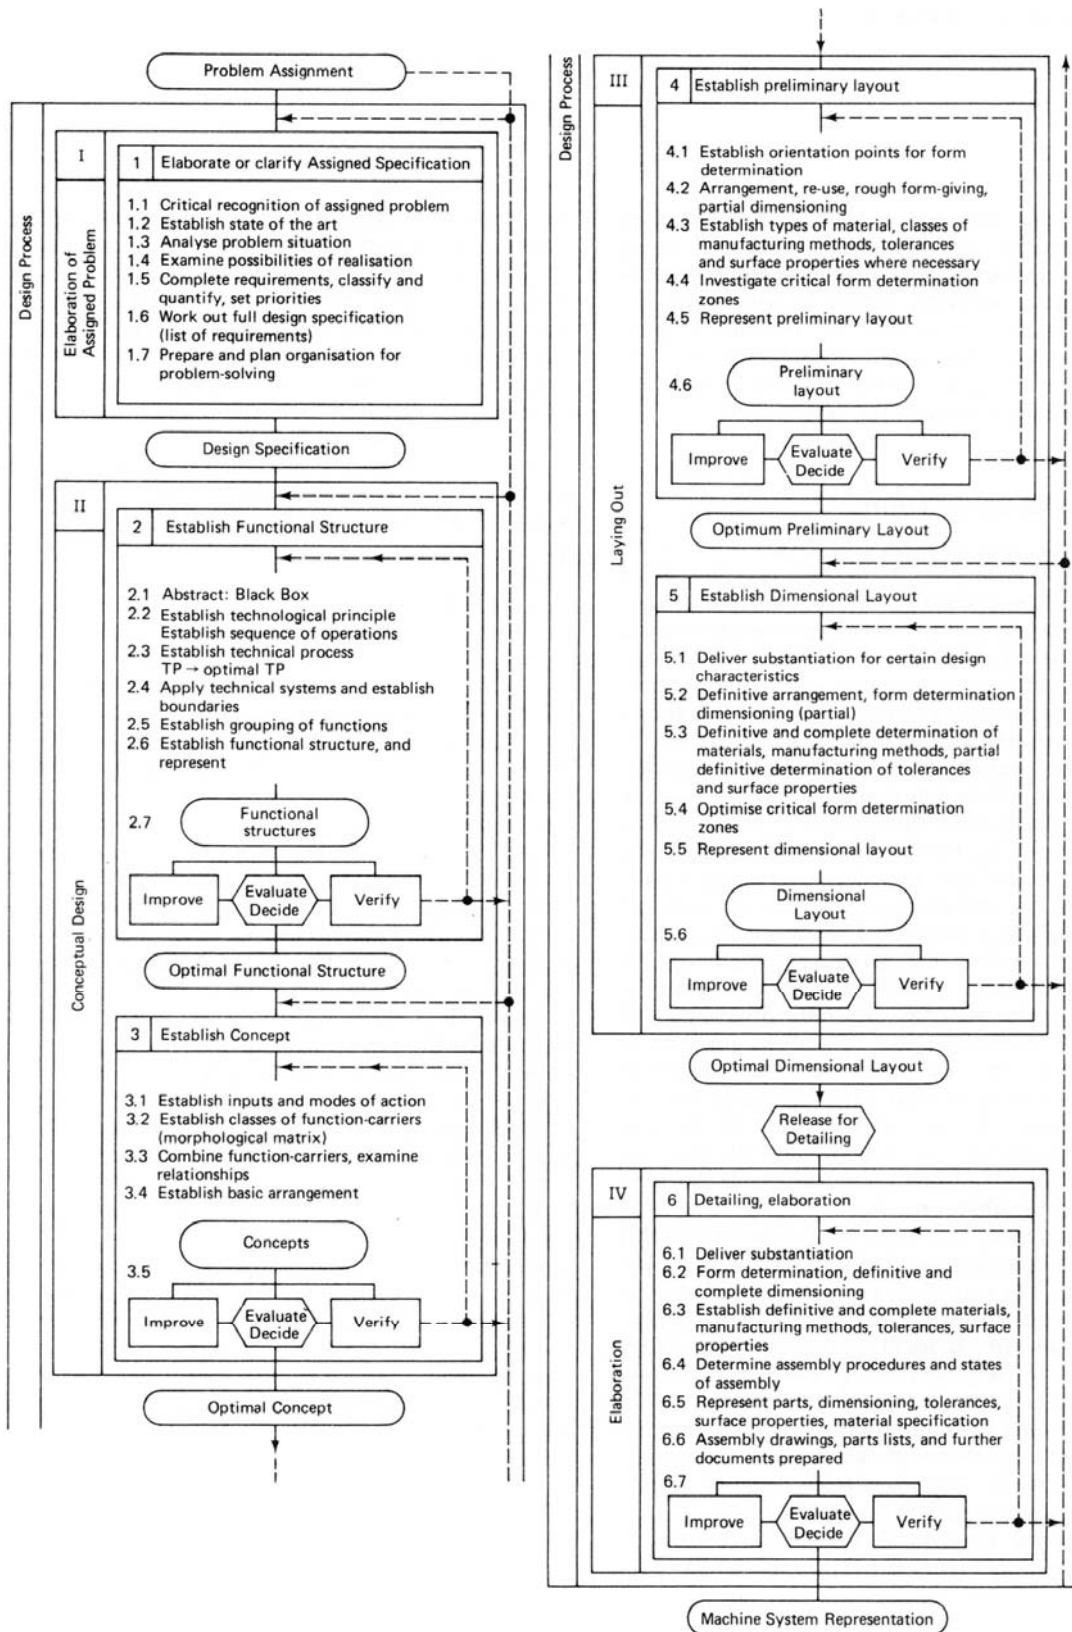 Problem Assignment
Design Process
I
Elaboration of
Assigned Problem
1 Elaborate or clarify Assigned Specification
1.1 Critical recognition of assigned problem
1.2 Establish state of the art
1.3 Analyse problem situation
1.4 Examine possibilities of realisation
1.5 Complete requirements, classify and
quantify, set priorities
1.6 Work out full design specification
(list of requirements)
1.7 Prepare and plan organisation for
problem-solving
Design Specification
II
Conceptual Design
2 Establish Functional Structure
2.1 Abstract: Black Box
2.2 Establish technological principle
Establish sequence of operations
2.3 Establish technical process
TP → optimal TP
2.4 Apply technical systems and establish
boundaries
2.5 Establish grouping of functions
2.6 Establish functional structure, and
represent
2.7
Functional
structures
Improve
Evaluate
Decide
Verify
Optimal Functional Structure
3 Establish Concept
3.1 Establish inputs and modes of action
3.2 Establish classes of function-carriers
(morphological matrix)
3.3 Combine function-carriers, examine
relationships
3.4 Establish basic arrangement
Concepts
3.5
Improve
Evaluate
Decide
Verify
Optimal Concept
Design Process
III
Laying Out
4 Establish preliminary layout
4.1 Establish orientation points for form
determination
4.2 Arrangement, re-use, rough form-giving,
partial dimensioning
4.3 Establish types of material, classes of
manufacturing methods, tolerances
and surface properties where necessary
4.4 Investigate critical form determination
zones
4.5 Represent preliminary layout
4.6
Preliminary
layout
Improve
Evaluate
Decide
Verify
Optimum Preliminary Layout
5 Establish Dimensional Layout
5.1 Deliver substantiation for certain design
characteristics
5.2 Definitive arrangement, form determination
dimensioning (partial)
5.3 Definitive and complete determination of
materials, manufacturing methods, partial
definitive determination of tolerances
and surface properties
5.4 Optimise critical form determination
zones
5.5 Represent dimensional layout
Dimensional
Layout
5.6
Improve
Evaluate
Decide
Verify
Optimal Dimensional Layout
Release for
Detailing
IV
Elaboration
6 Detailing, elaboration
6.1 Deliver substantiation
6.2 Form determination, definitive and
complete dimensioning
6.3 Establish definitive and complete materials,
manufacturing methods, tolerances, surface
properties
6.4 Determine assembly procedures and states
of assembly
6.5 Represent parts, dimensioning, tolerances,
surface properties, material specification
6.6 Assembly drawings, parts lists, and further
documents prepared
6.7
Improve
Evaluate
Decide
Verify
Machine System Representation